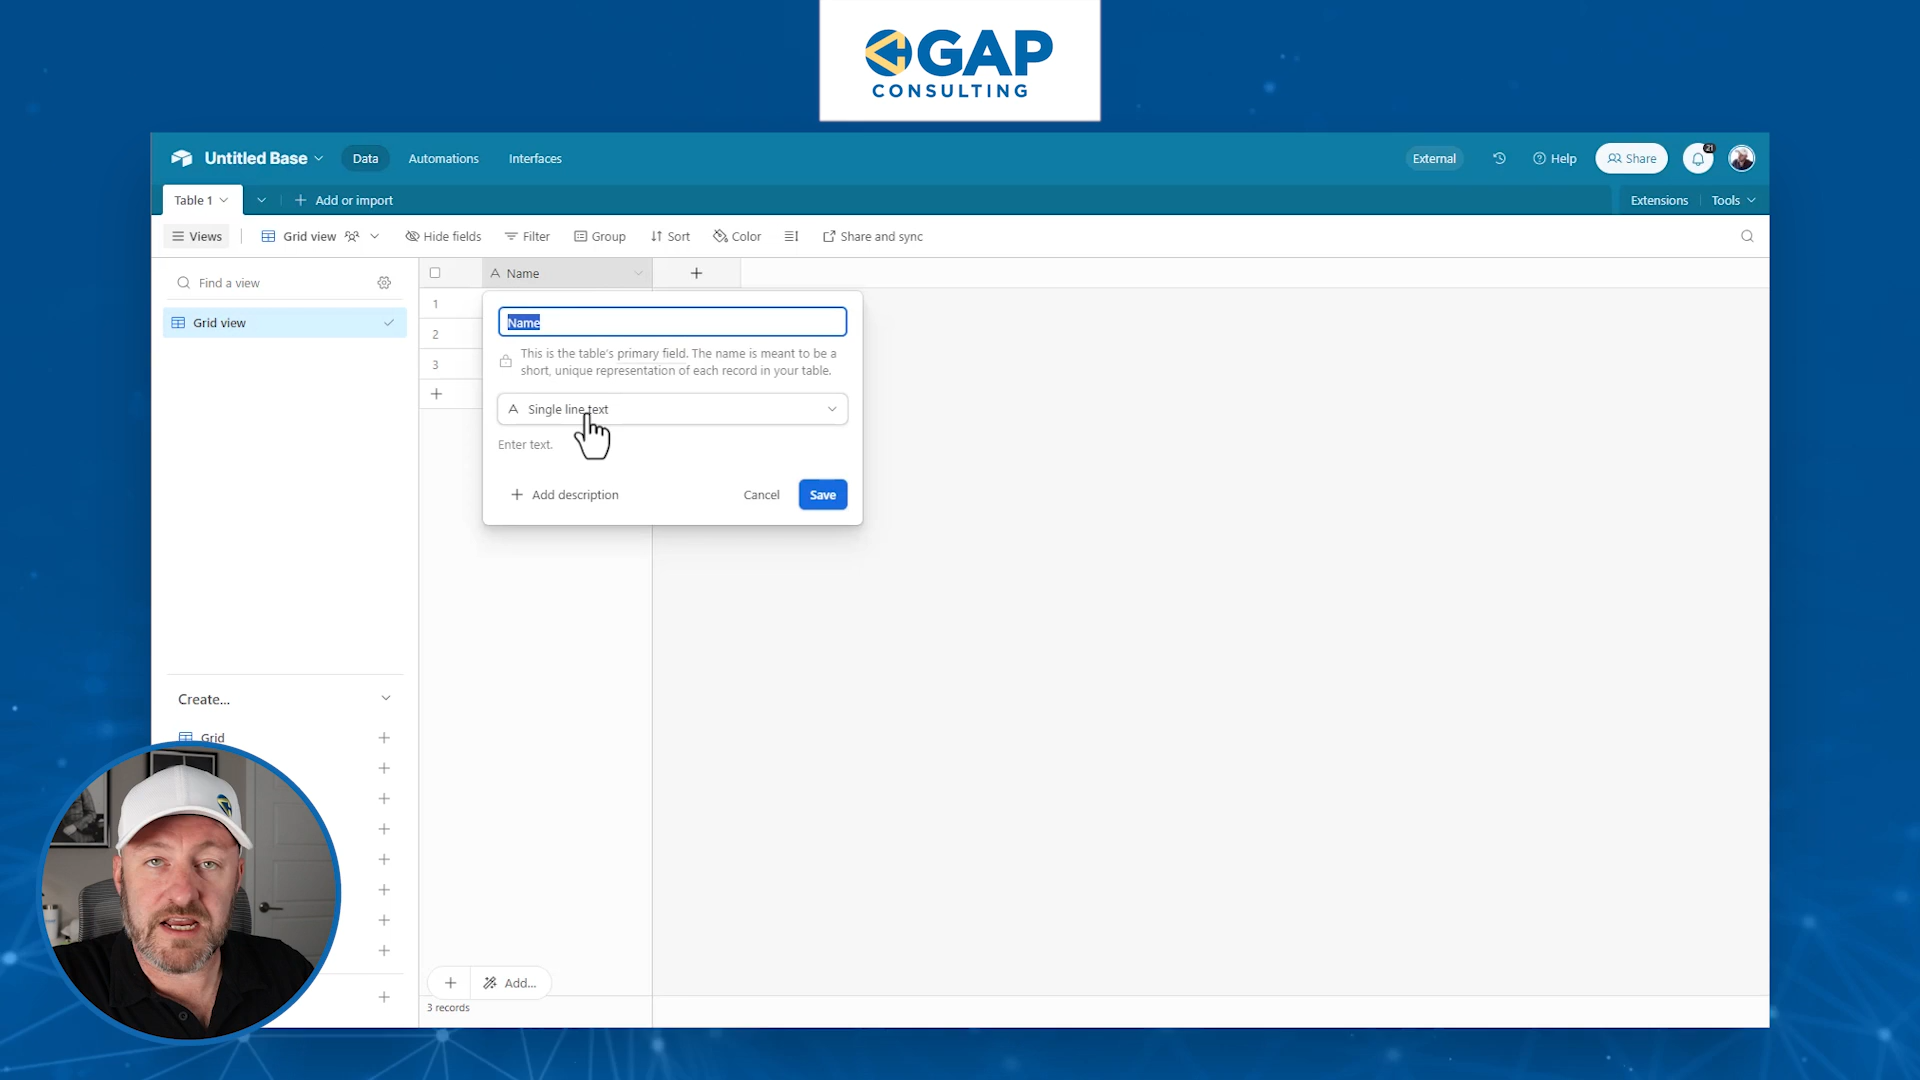 GAP
CONSULTING
Untitled Base
Data
Automations
Interfaces
External
Help
Share
21
Table 1
Add or import
Extensions
Tools
Views
Grid view
Hide fields
Filter
Group
Sort
Color
Share and sync
Find a view
Grid view
A Name
1
2
3
Name
This is the table's primary field. The name is meant to be a
short, unique representation of each record in your table.
A Single line text
Enter text.
Add description
Cancel
Save
Create...
Grid
Add...
3 records